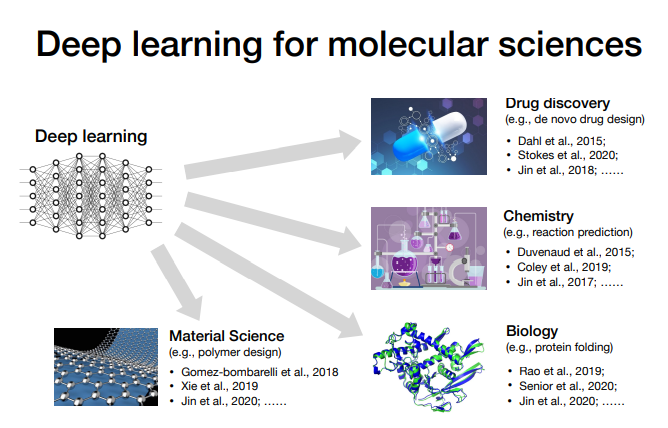 Deep learning for molecular sciences
Deep learning
Drug discovery
(e.g., de novo drug design)
• Dahl et al., 2015;
• Stokes et al., 2020;
• Jin et al., 2018; ......
Chemistry
(e.g., reaction prediction)
• Duvenaud et al., 2015;
• Coley et al., 2019;
• Jin et al., 2017; ......
Material Science
(e.g., polymer design)
• Gomez-bombarelli et al., 2018
• Xie et al., 2019
• Jin et al., 2020; ......
Biology
(e.g., protein folding)
• Rao et al., 2019;
• Senior et al., 2020;
• Jin et al., 2020; ......